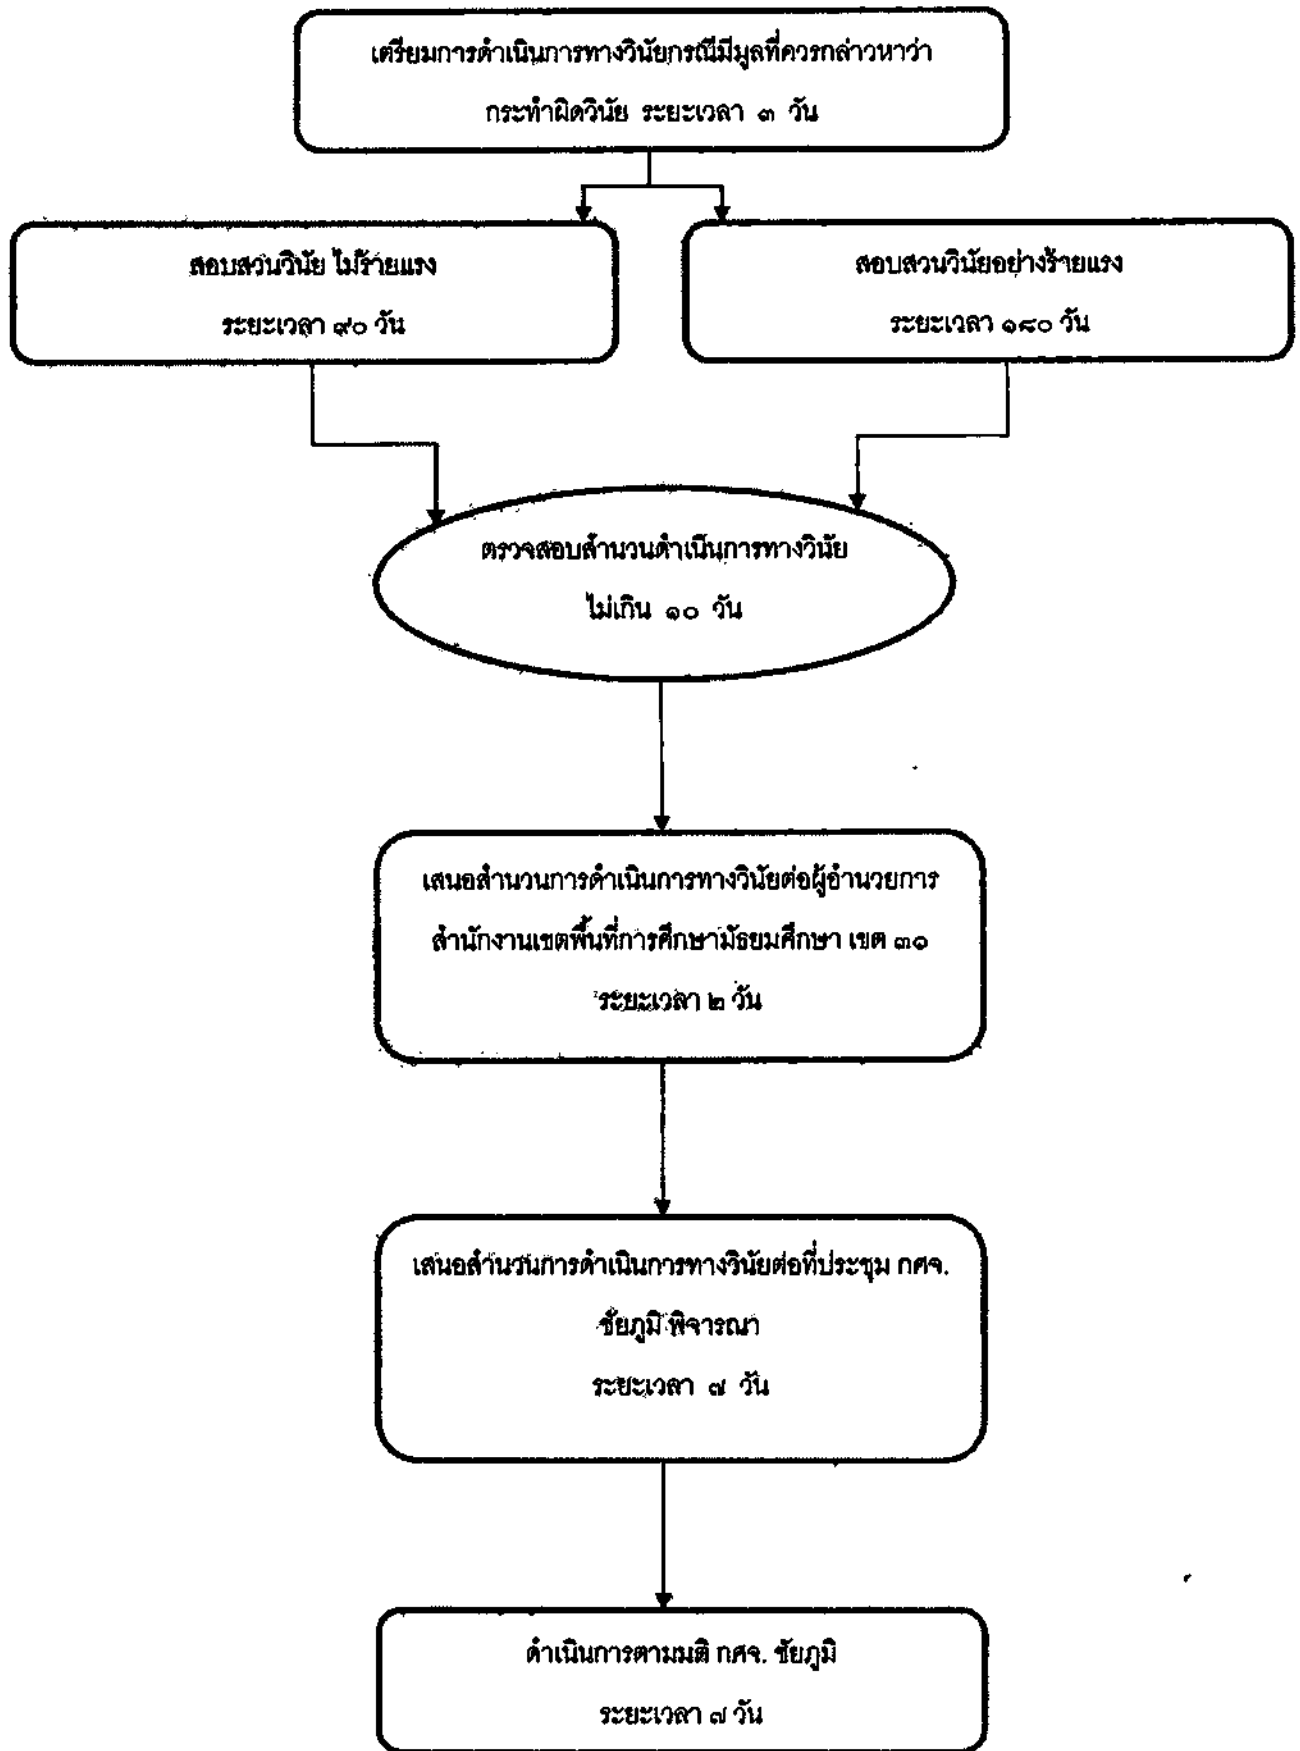 เตรียมการดำเนินการทางวินัยกรณีมีมูลที่ควรกล่าวหาว่า
กระทำผิดวินัย ระยะเวลา ๓ วัน
สอบสวนวินัย ไม่ร้ายแรง
ระยะเวลา ๙๐ วัน
สอบสวนวินัยอย่างร้ายแรง
ระยะเวลา ๑๘๐ วัน
ตรวจสอบสำนวนดำเนินการทางวินัย
ไม่เกิน ๑๐ วัน
เสนอสำนวนการดำเนินการทางวินัยต่อผู้อำนวยการ
สำนักงานเขตพื้นที่การศึกษามัธยมศึกษา เขต ๓๑
ระยะเวลา ๒ วัน
เสนอสำนวนการดำเนินการทางวินัยต่อที่ประชุม กศจ.
ชัยภูมิ พิจารณา
ระยะเวลา ๗ วัน
ดำเนินการตามมติ กศจ. ชัยภูมิ
ระยะเวลา ๗ วัน